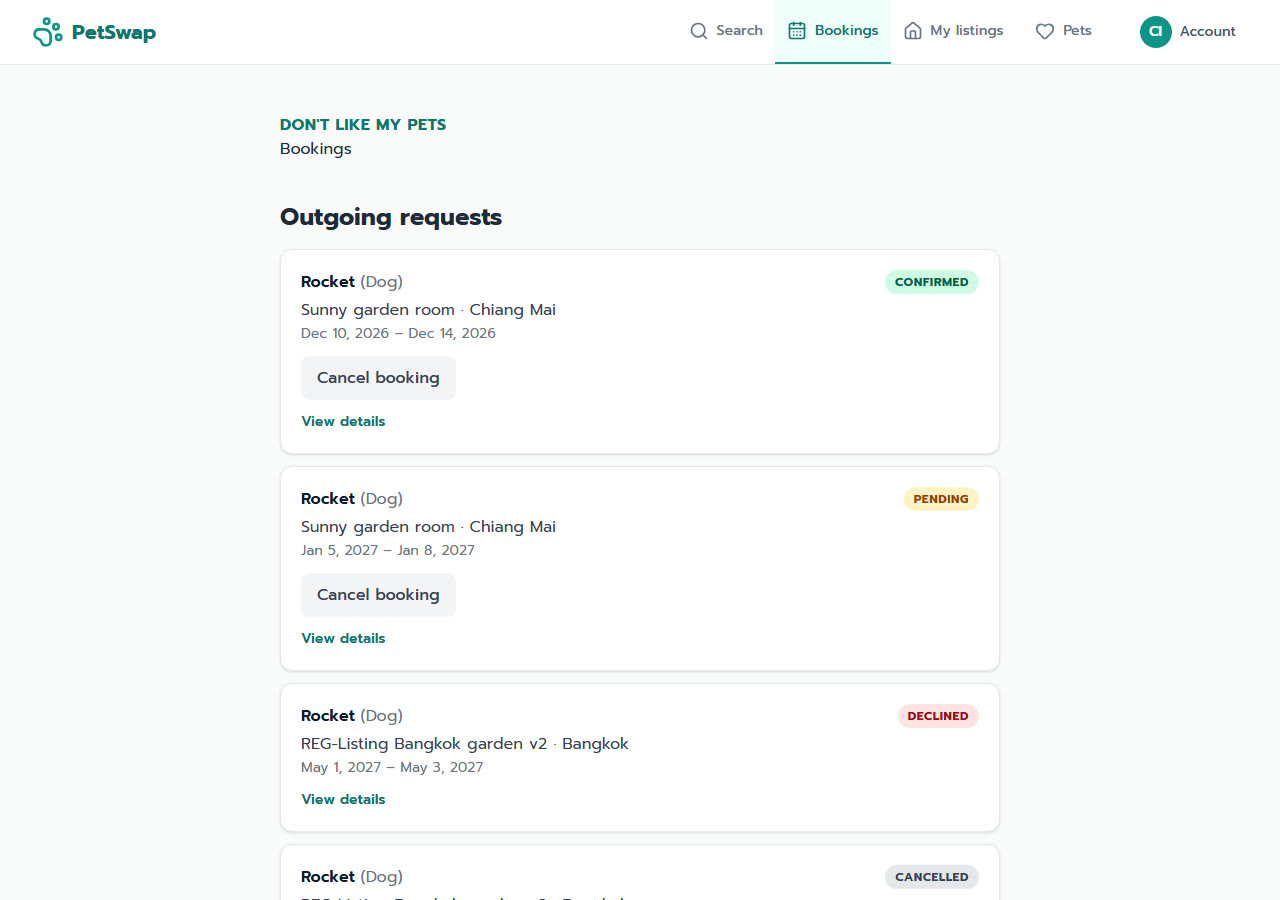 PetSwap
Search
Bookings
My listings
Pets
CI
Account
DON'T LIKE MY PETS
Bookings
Outgoing requests
Rocket (Dog)
CONFIRMED
Sunny garden room · Chiang Mai
Dec 10, 2026 – Dec 14, 2026
Cancel booking
View details
Rocket (Dog)
PENDING
Sunny garden room · Chiang Mai
Jan 5, 2027 – Jan 8, 2027
Cancel booking
View details
Rocket (Dog)
DECLINED
REG-Listing Bangkok garden v2 · Bangkok
May 1, 2027 – May 3, 2027
View details
Rocket (Dog)
CANCELLED